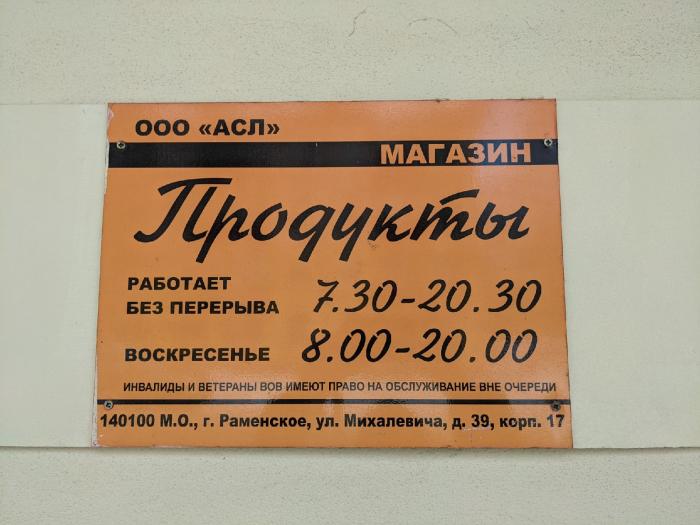 ООО «АСЛ»
МАГАЗИН
Продукты
РАБОТАЕТ
БЕЗ ПЕРЕРЫВА 7.30-20.30
ВОСКРЕСЕНЬЕ 8.00-20.00
ИНВАЛИДЫ И ВЕТЕРАНЫ ВОВ ИМЕЮТ ПРАВО НА ОБСЛУЖИВАНИЕ ВНЕ ОЧЕРЕДИ
140100 М.О., г. Раменское, ул. Михалевича, д. 39, корп. 17